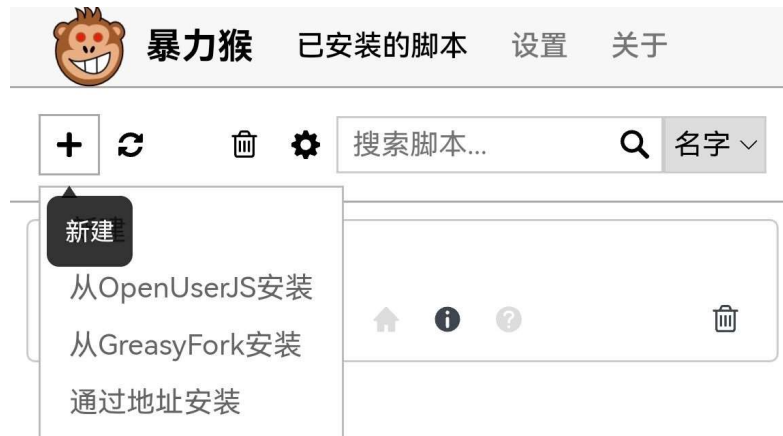 暴力猴 已安装的脚本 设置 关于
搜索脚本... 名字
新建
从OpenUserJS安装
从GreasyFork安装
通过地址安装